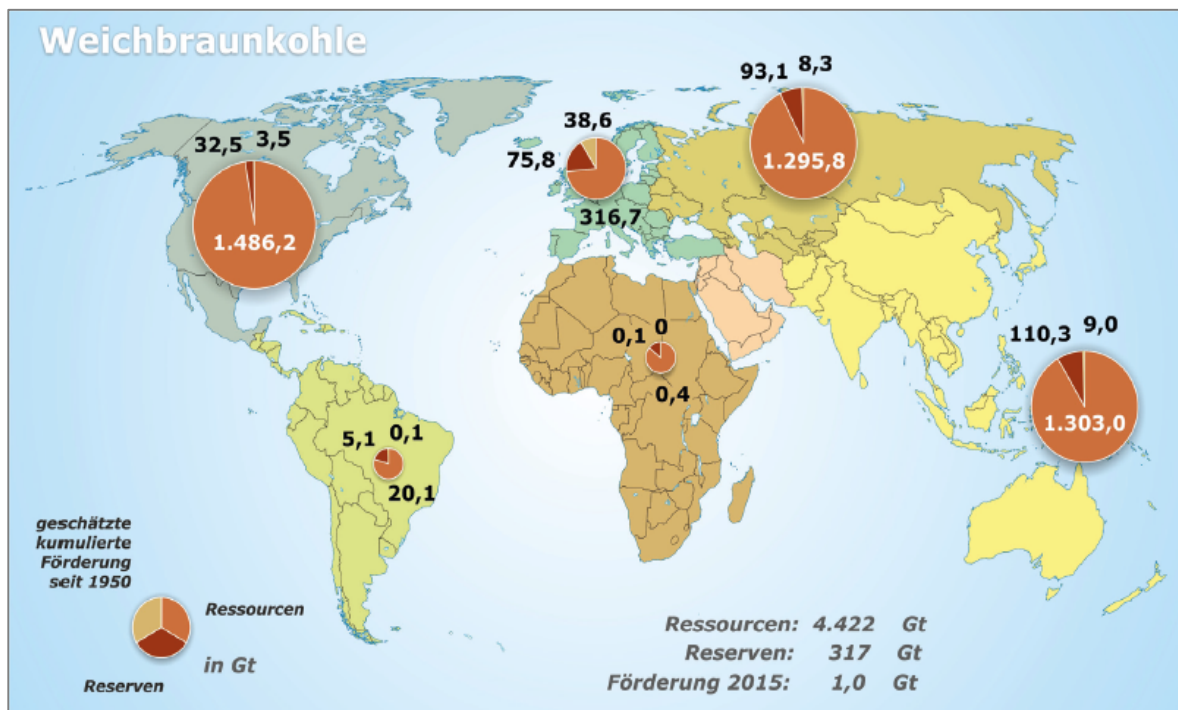 Weichbraunkohle
32,5 3,5
1.486,2
38,6
75,8
316,7
93,1 8,3
1.295,8
0,1 0
0,4
110,3 9,0
1.303,0
5,1 0,1
20,1
geschätzte
kumulierte
Förderung
seit 1950
Ressourcen
in Gt
Reserven
Ressourcen: 4.422 Gt
Reserven: 317 Gt
Förderung 2015: 1,0 Gt